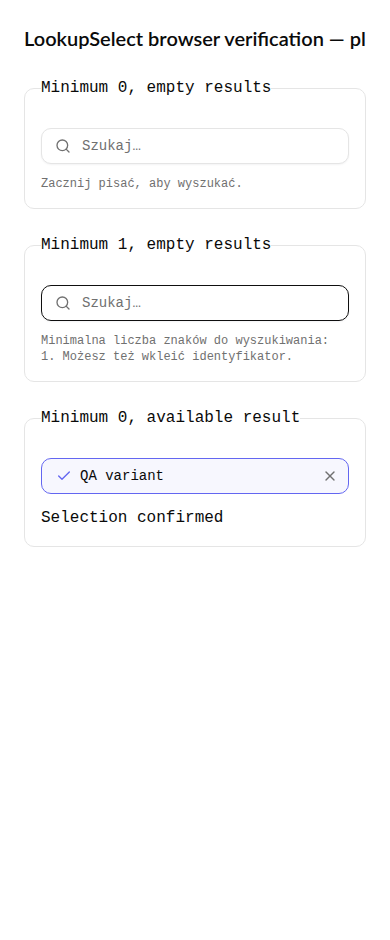 LookupSelect browser verification — pl
Minimum 0, empty results
Szukaj…
Zacznij pisać, aby wyszukać.
Minimum 1, empty results
Szukaj…
Minimalna liczba znaków do wyszukiwania:
1. Możesz też wkleić identyfikator.
Minimum 0, available result
QA variant
Selection confirmed